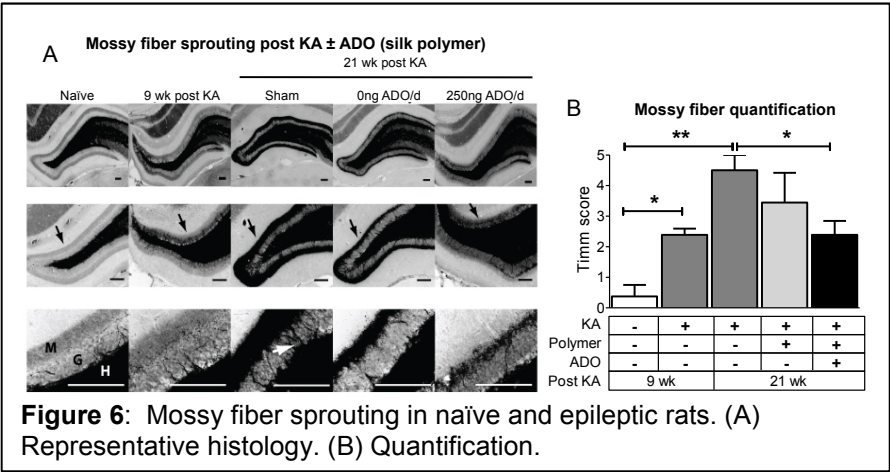 A
Mossy fiber sprouting post KA ± ADO (silk polymer)
21 wk post KA
Naïve 9 wk post KA Sham 0ng ADO/d 250ng ADO/d
M
G
H
B
Mossy fiber quantification
** *
*
Timm score
5
4
3
2
1
0
KA - + + + +
Polymer - - - + +
ADO - - - - +
Post KA 9 wk 21 wk
Figure 6: Mossy fiber sprouting in naïve and epileptic rats. (A)
Representative histology. (B) Quantification.